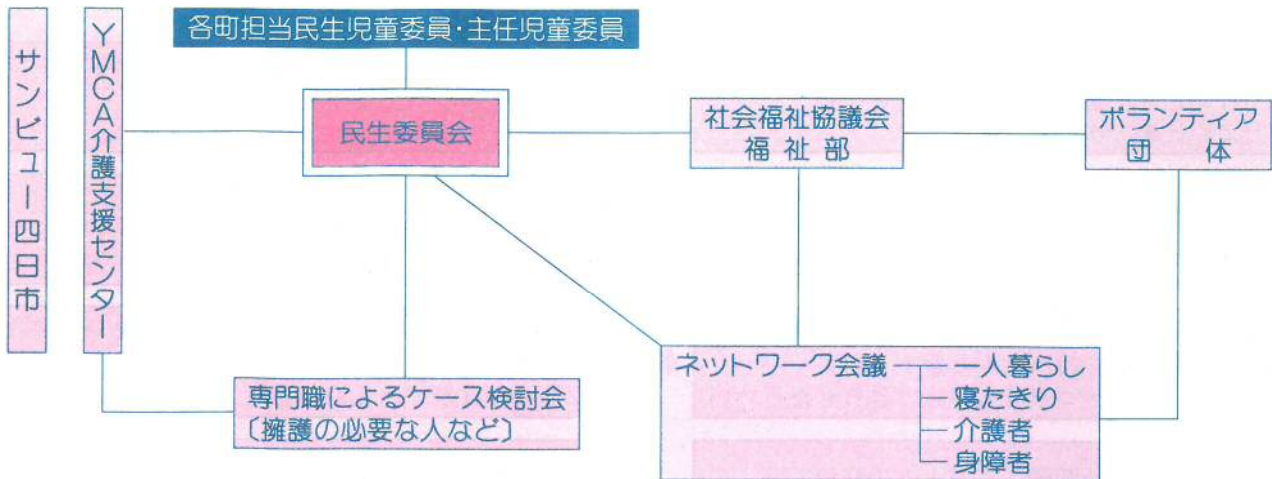 各町担当民生児童委員・主任児童委員
サンビュー四日市
YMCA介護支援センター
民生委員会
社会福祉協議会
福祉部
ボランティア
団 体
専門職によるケース検討会
〔擁護の必要な人など〕
ネットワーク会議
一人暮らし
寝たきり
介護者
身障者